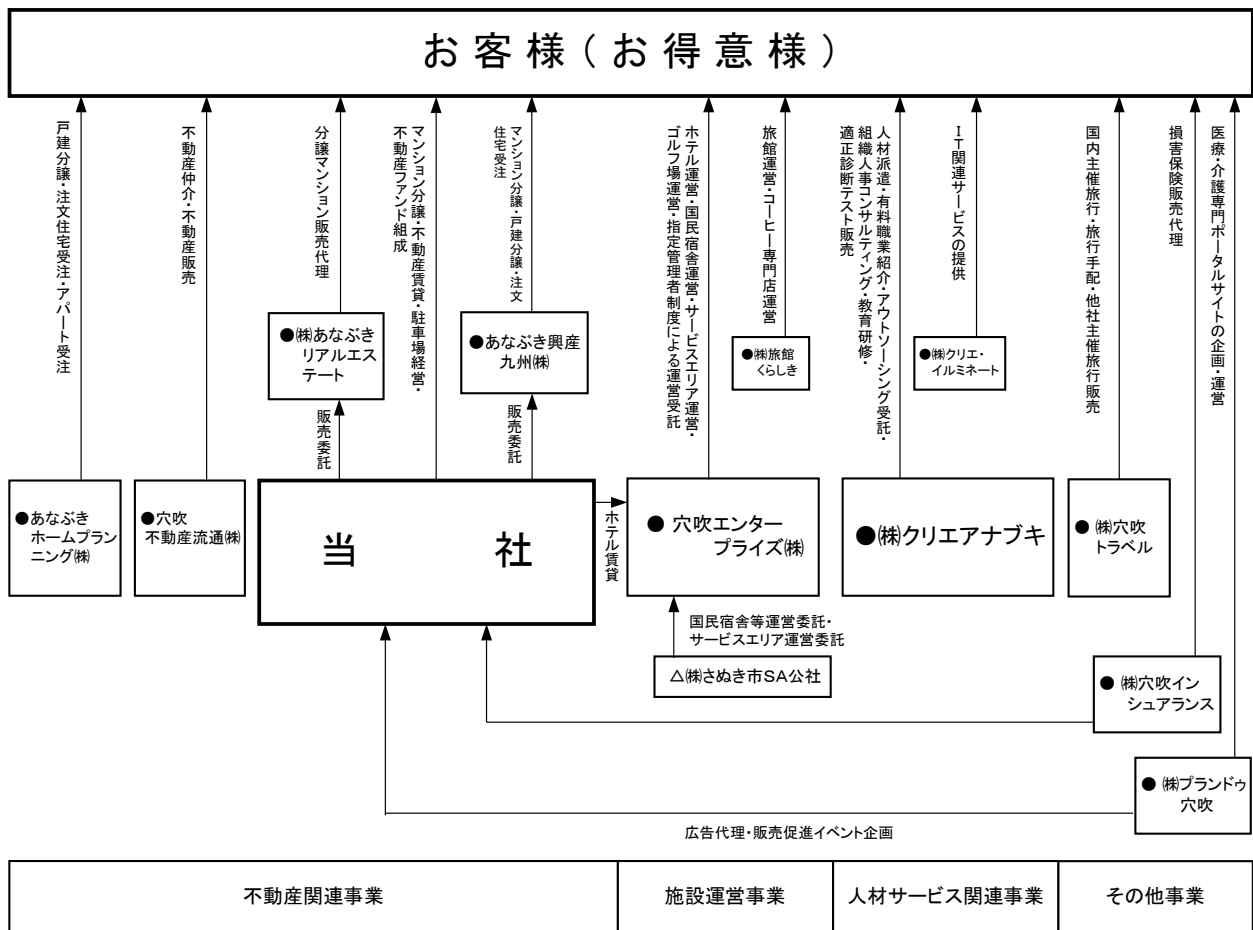 お客様(お得意様)
戸建分譲・注文住宅受注・アパート受注
不動産仲介・不動産販売
分譲マンション販売代理
マンション分譲・不動産賃貸・駐車場経営・
不動産ファンド組成
マンション分譲・戸建分譲・注文
住宅受注
ホテル運営・国民宿舎運営・サービスエリア運営・
ゴルフ場運営・指定管理者制度による運営受託
旅館運営・コーヒー専門店運営
人材派遣・有料職業紹介・アウトソーシング受託・
組織人事コンサルティング・教育研修・
適正診断テスト販売
IT関連サービスの提供
国内主催旅行・旅行手配・他社主催旅行販売
損害保険販売代理
医療・介護専門ポータルサイトの企画・運営
●㈱あなぶき
リアルエス
テート
●あなぶき興産
九州㈱
●㈱旅館
くらしき
●㈱クリエ・
イルミネート
販売委託
販売委託
●あなぶき
ホームプラン
ニング㈱
●穴吹
不動産流通㈱
当社
ホテル賃貸
● 穴吹エンター
プライズ㈱
●㈱クリエアナブキ
● ㈱穴吹
トラベル
国民宿舎等運営委託・
サービスエリア運営委託
△㈱さぬき市SA公社
● ㈱穴吹イン
シュアランス
● ㈱プランドゥ
穴吹
広告代理・販売促進イベント企画
不動産関連事業
施設運営事業
人材サービス関連事業
その他事業